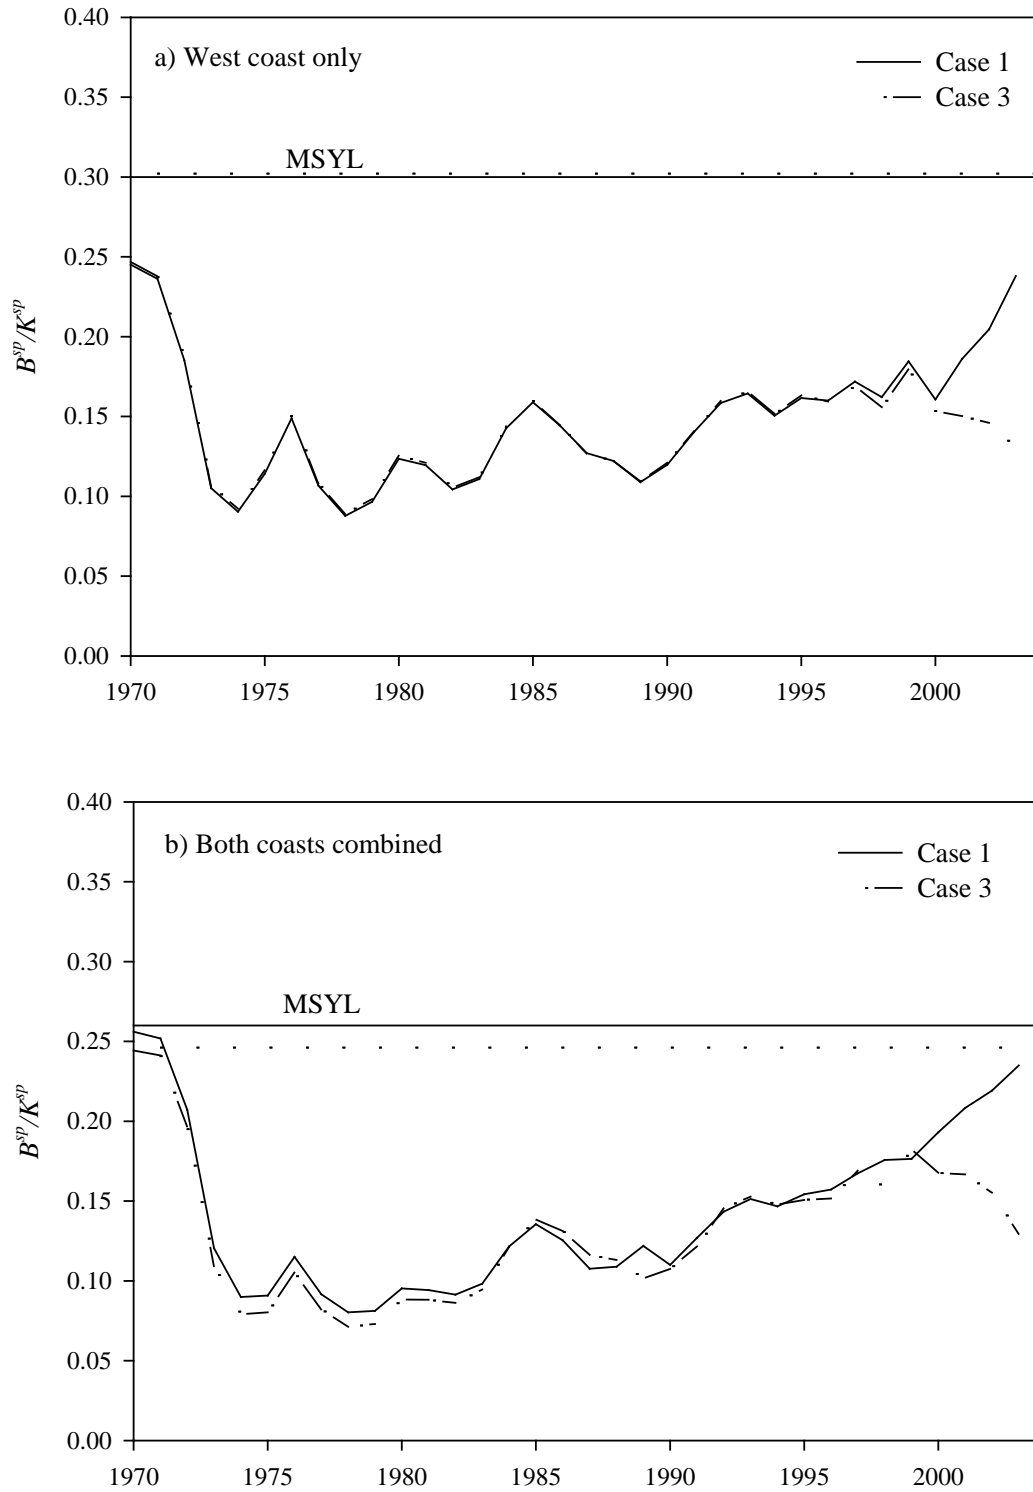 0.40
a) West coast only
Case 1
0.35
Case 3
MSYL
0.30
0.25
B^sp/K^sp
0.20
0.15
0.10
0.05
0.00
1970 1975 1980 1985 1990 1995 2000
0.40
b) Both coasts combined
Case 1
0.35
Case 3
0.30
MSYL
0.25
B^sp/K^sp
0.20
0.15
0.10
0.05
0.00
1970 1975 1980 1985 1990 1995 2000